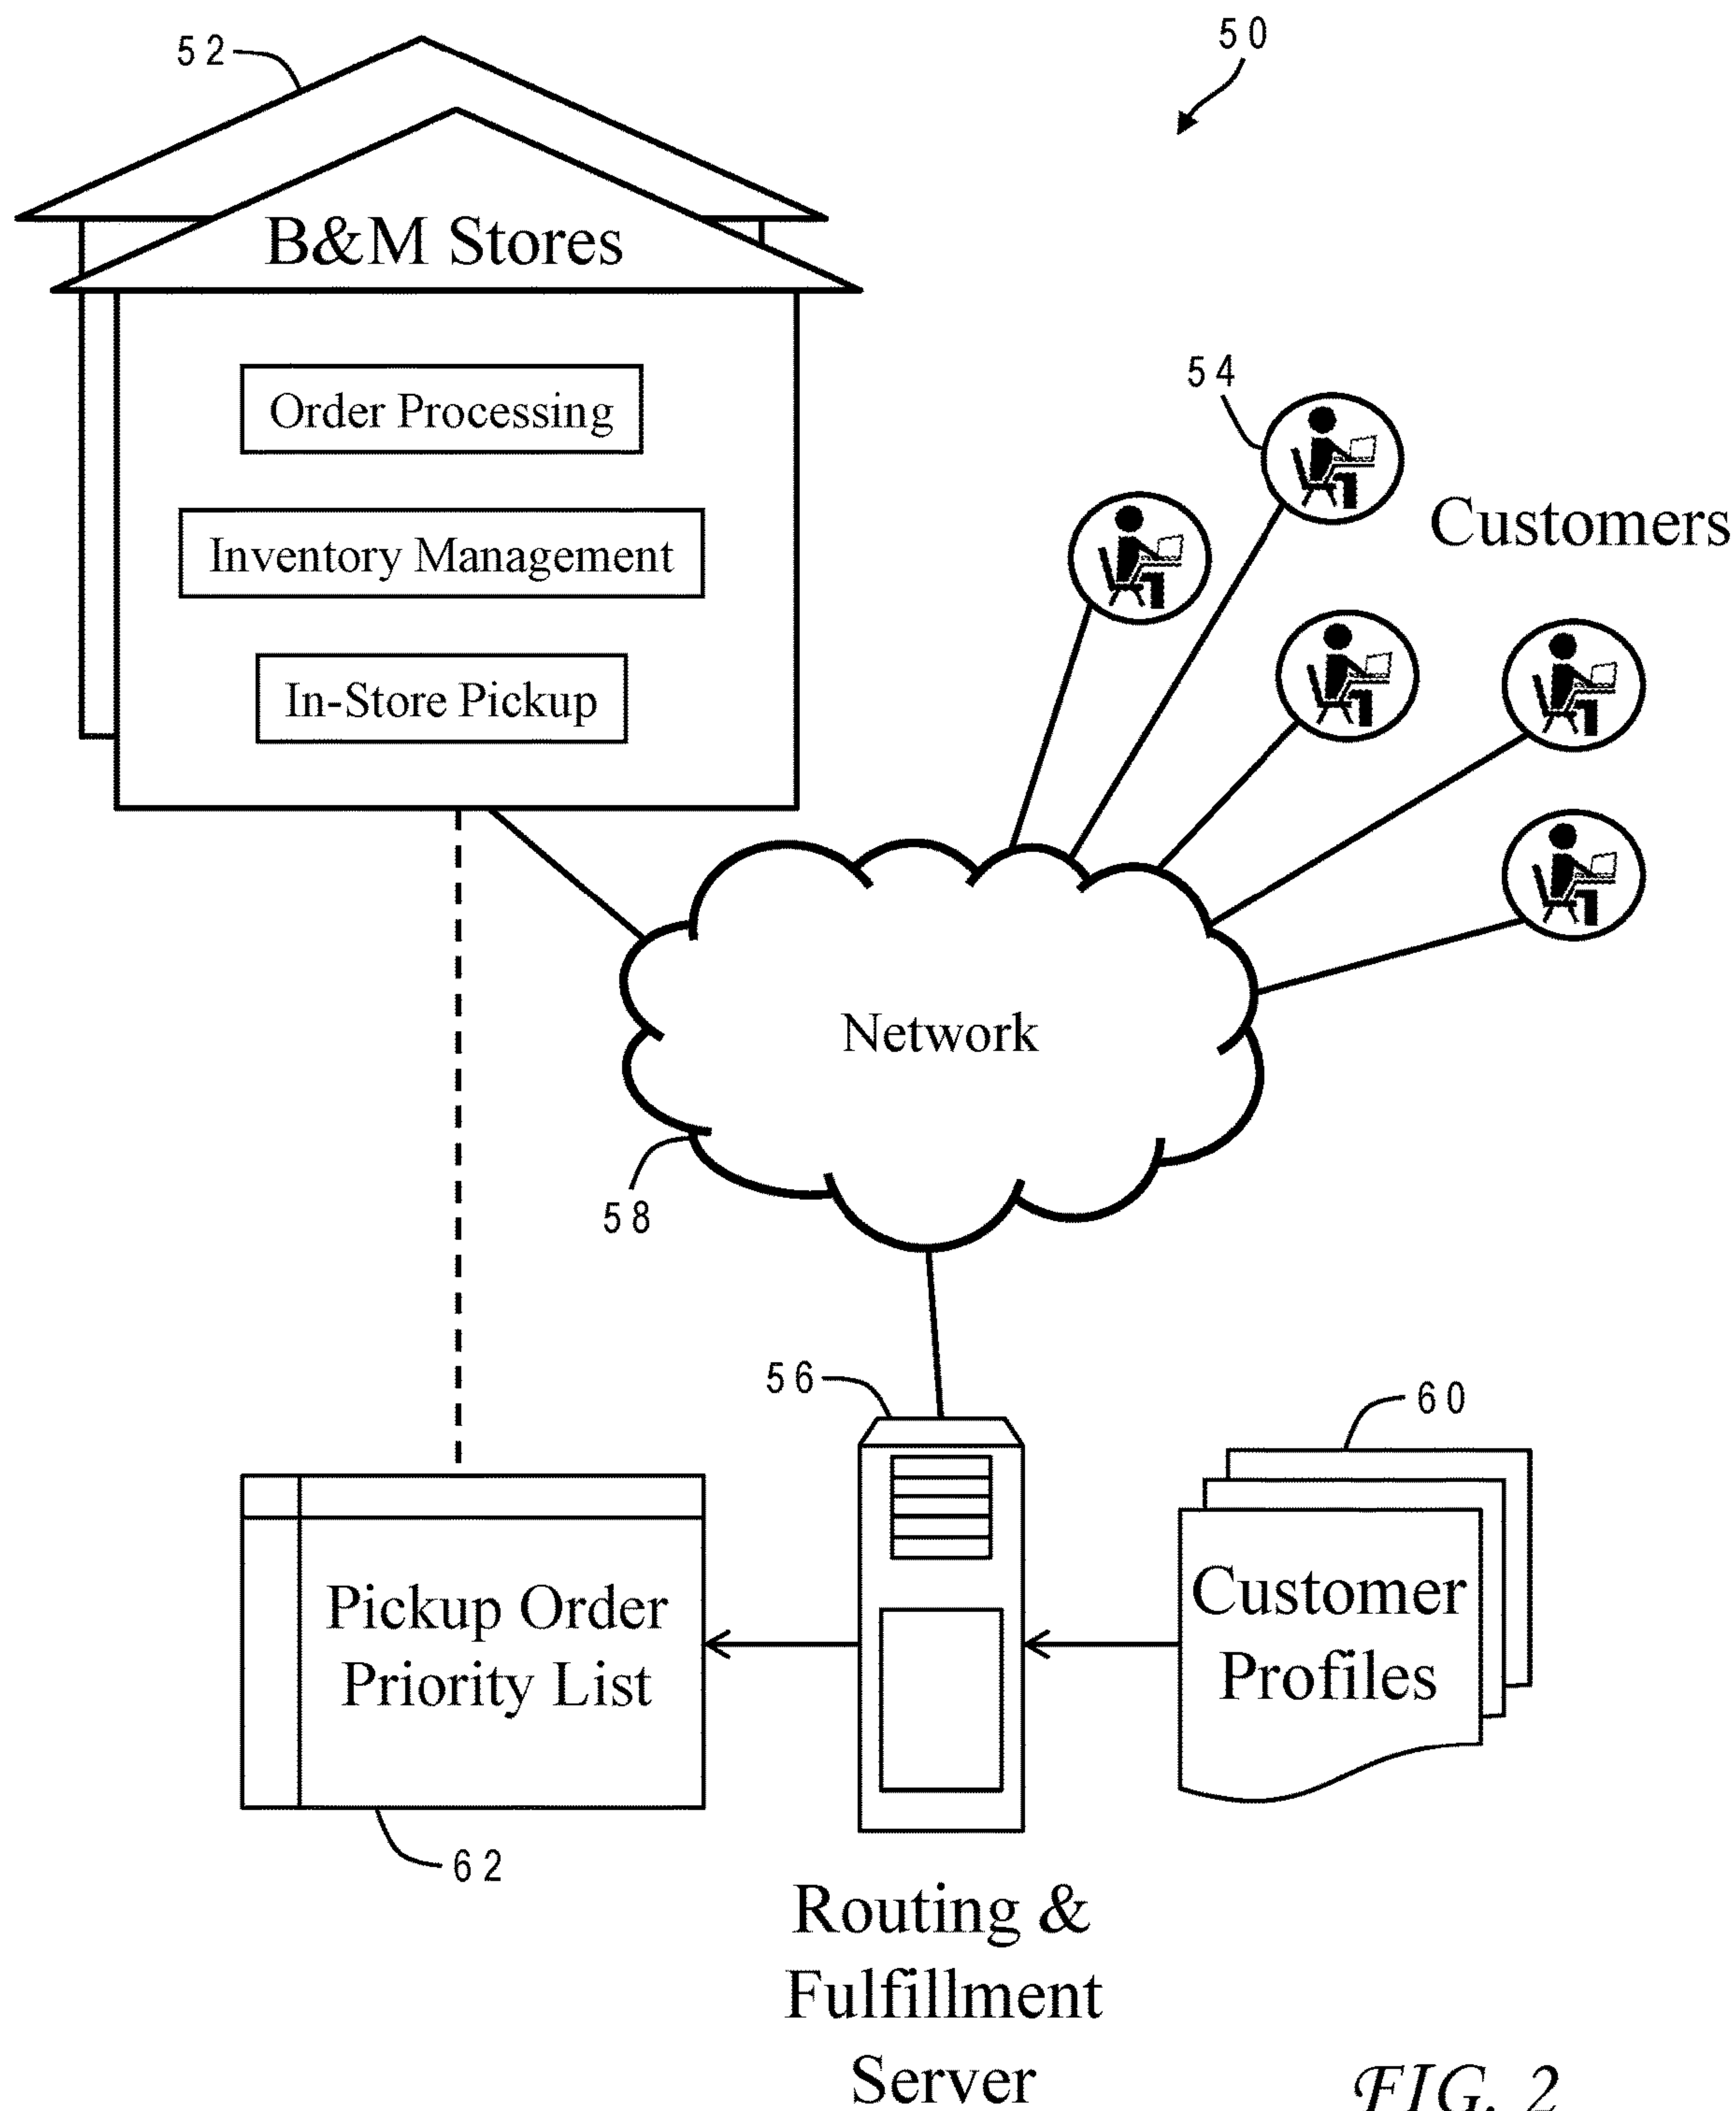 52
50
B&M Stores
Order Processing
Inventory Management
In-Store Pickup
54
Customers
Network
58
56
60
Pickup Order
Priority List
62
Customer
Profiles
Routing &
Fulfillment
Server
FIG. 2